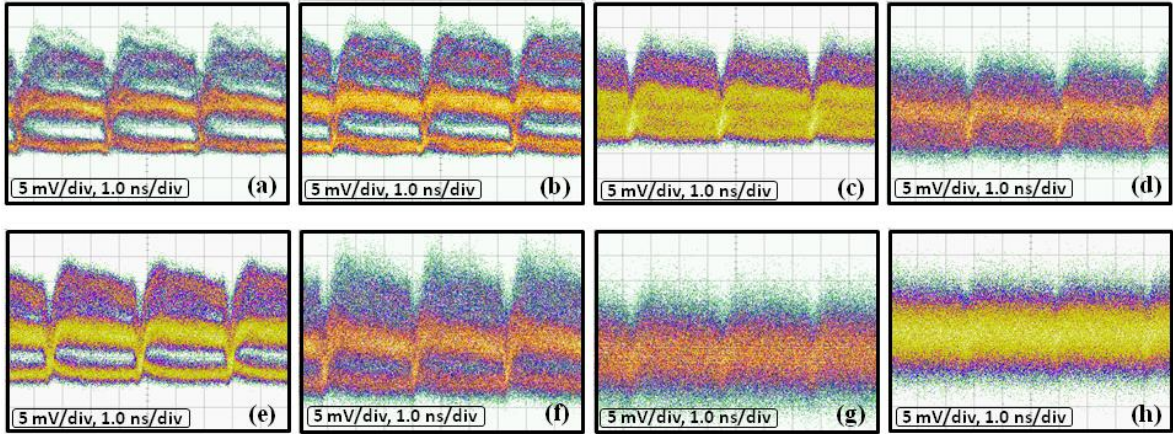 5 mV/div, 1.0 ns/div (a)
5 mV/div, 1.0 ns/div (b)
5 mV/div, 1.0 ns/div (c)
5 mV/div, 1.0 ns/div (d)
5 mV/div, 1.0 ns/div (e)
5 mV/div, 1.0 ns/div (f)
5 mV/div, 1.0 ns/div (g)
5 mV/div, 1.0 ns/div (h)